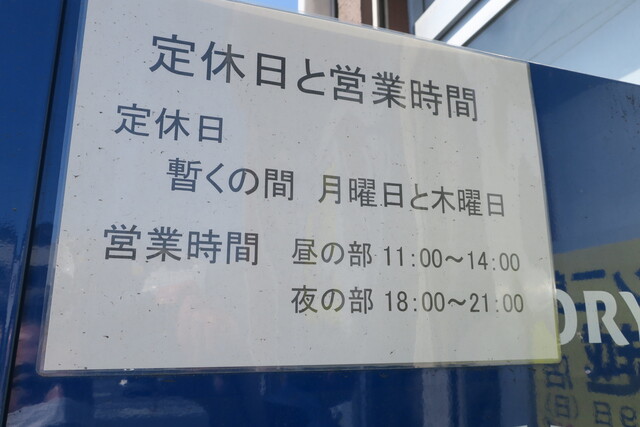 定休日と営業時間
定休日
暫くの間 月曜日と木曜日
営業時間 昼の部 11:00〜14:00
夜の部 18:00〜21:00
ORY